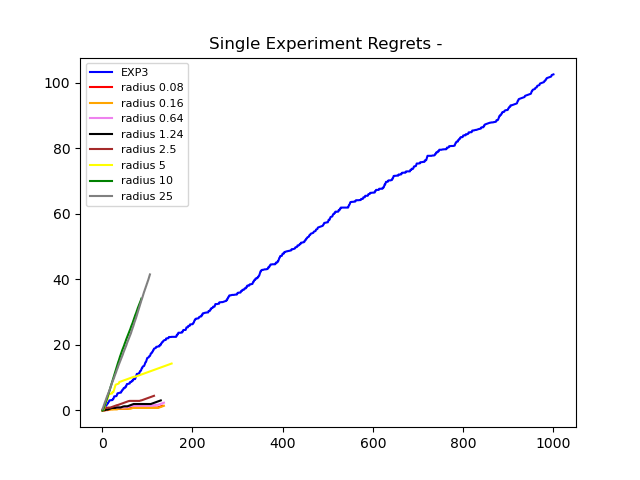 Single Experiment Regrets -
EXP3
radius 0.08
radius 0.16
radius 0.64
radius 1.24
radius 2.5
radius 5
radius 10
radius 25
100
80
60
40
20
0
0 200 400 600 800 1000